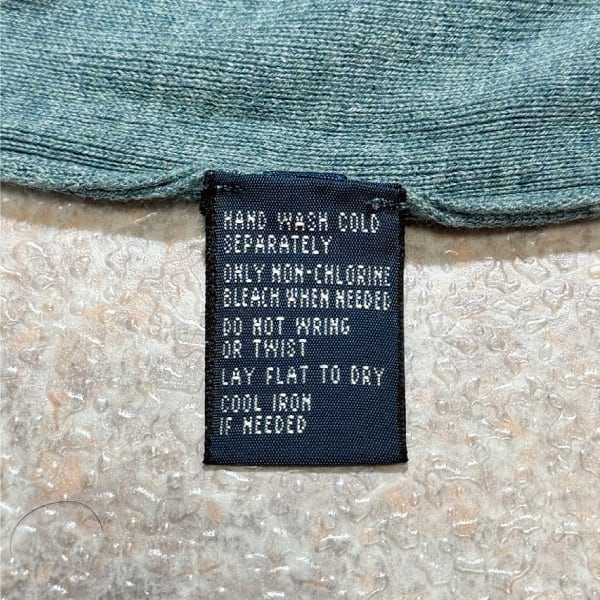 HAND WASH COLD
SEPARATELY
ONLY NON-CHLORINE
BLEACH WHEN NEEDED
DO NOT WRING
OR TWIST
LAY FLAT TO DRY
COOL IRON
IF NEEDED